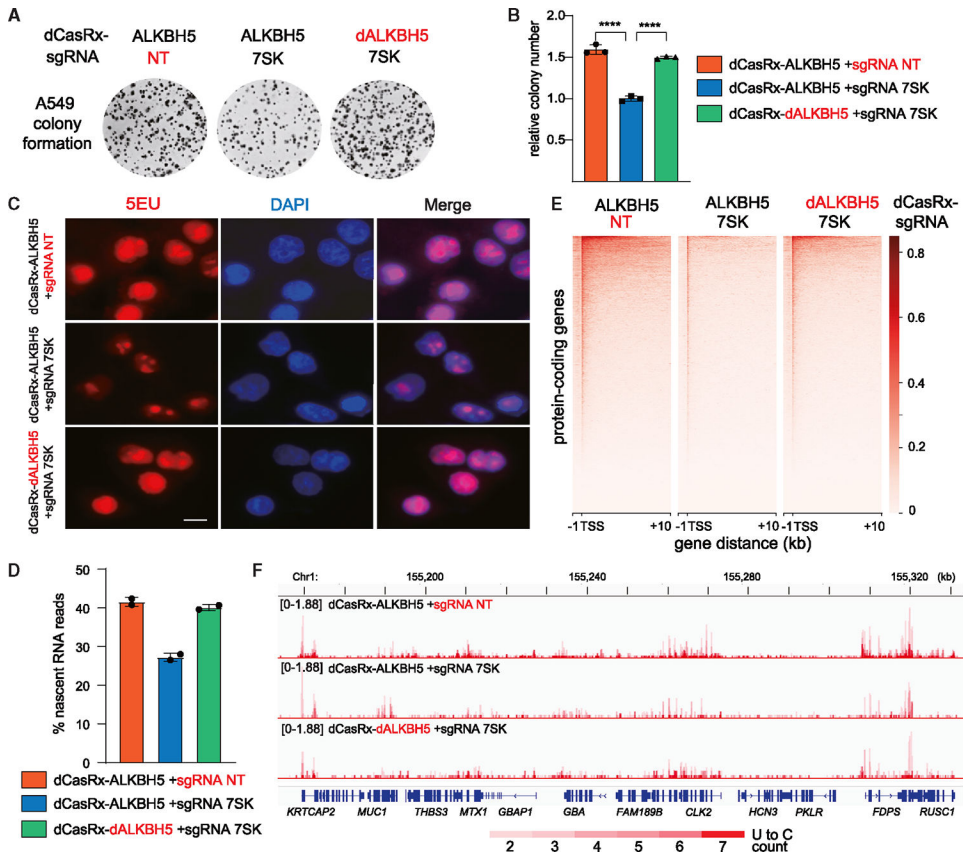 A
dCasRx-
sgRNA
ALKBH5
NT
ALKBH5
7SK
dALKBH5
7SK
A549
colony
formation
B
relative colony number
2.5
2.0
1.5
1.0
****
****
dCasRx-ALKBH5 +sgRNA NT
dCasRx-ALKBH5 +sgRNA 7SK
dCasRx-dALKBH5 +sgRNA 7SK
C
5EU
DAPI
Merge
dCasRx-ALKBH5
+sgRNA NT
dCasRx-ALKBH5
+sgRNA 7SK
dCasRx-dALKBH5
+sgRNA 7SK
E
ALKBH5
NT
ALKBH5
7SK
dALKBH5
7SK
dCasRx-
sgRNA
protein-coding genes
0.8
0.6
0.4
0.2
0
-1TSS
+10
-1TSS
+10
-1TSS
+10
gene distance (kb)
D
% nascent RNA reads
50
40
30
20
10
0
dCasRx-ALKBH5 +sgRNA NT
dCasRx-ALKBH5 +sgRNA 7SK
dCasRx-dALKBH5 +sgRNA 7SK
F
Chr1: 155,200 155,240 155,280 155,320 (kb)
[0-1.88] dCasRx-ALKBH5 +sgRNA NT
[0-1.88] dCasRx-ALKBH5 +sgRNA 7SK
[0-1.88] dCasRx-dALKBH5 +sgRNA 7SK
KRTCAP2 MUC1 THBS3 MTX1 GBAP1 GBA FAM189B CLK2 HCN3 PKLR FDPS RUSC1
2 3 4 5 6 7
U to C
count